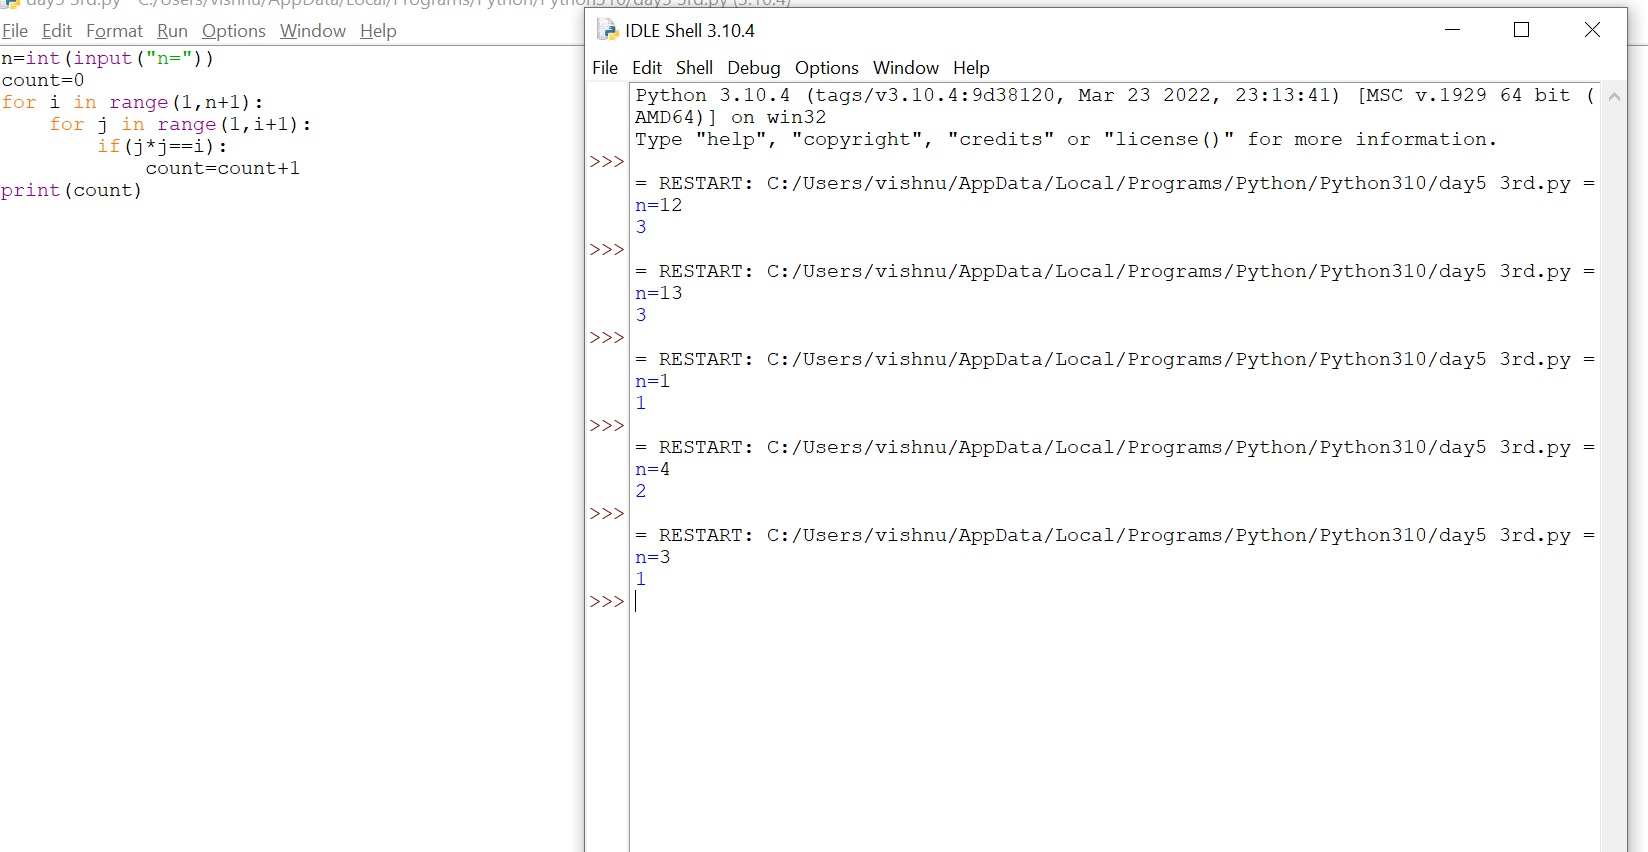 day5 3rd.py - C:/Users/vishnu/AppData/Local/Programs/Python/Python310/day5 3rd.py (3.10.4)
File Edit Format Run Options Window Help
n=int(input("n="))
count=0
for i in range(1,n+1):
    for j in range(1,i+1):
        if(j*j==i):
            count=count+1
print(count)
IDLE Shell 3.10.4
File Edit Shell Debug Options Window Help
Python 3.10.4 (tags/v3.10.4:9d38120, Mar 23 2022, 23:13:41) [MSC v.1929 64 bit (
AMD64)] on win32
Type "help", "copyright", "credits" or "license()" for more information.
>>>
= RESTART: C:/Users/vishnu/AppData/Local/Programs/Python/Python310/day5 3rd.py =
n=12
3
>>>
= RESTART: C:/Users/vishnu/AppData/Local/Programs/Python/Python310/day5 3rd.py =
n=13
3
>>>
= RESTART: C:/Users/vishnu/AppData/Local/Programs/Python/Python310/day5 3rd.py =
n=1
1
>>>
= RESTART: C:/Users/vishnu/AppData/Local/Programs/Python/Python310/day5 3rd.py =
n=4
2
>>>
= RESTART: C:/Users/vishnu/AppData/Local/Programs/Python/Python310/day5 3rd.py =
n=3
1
>>>